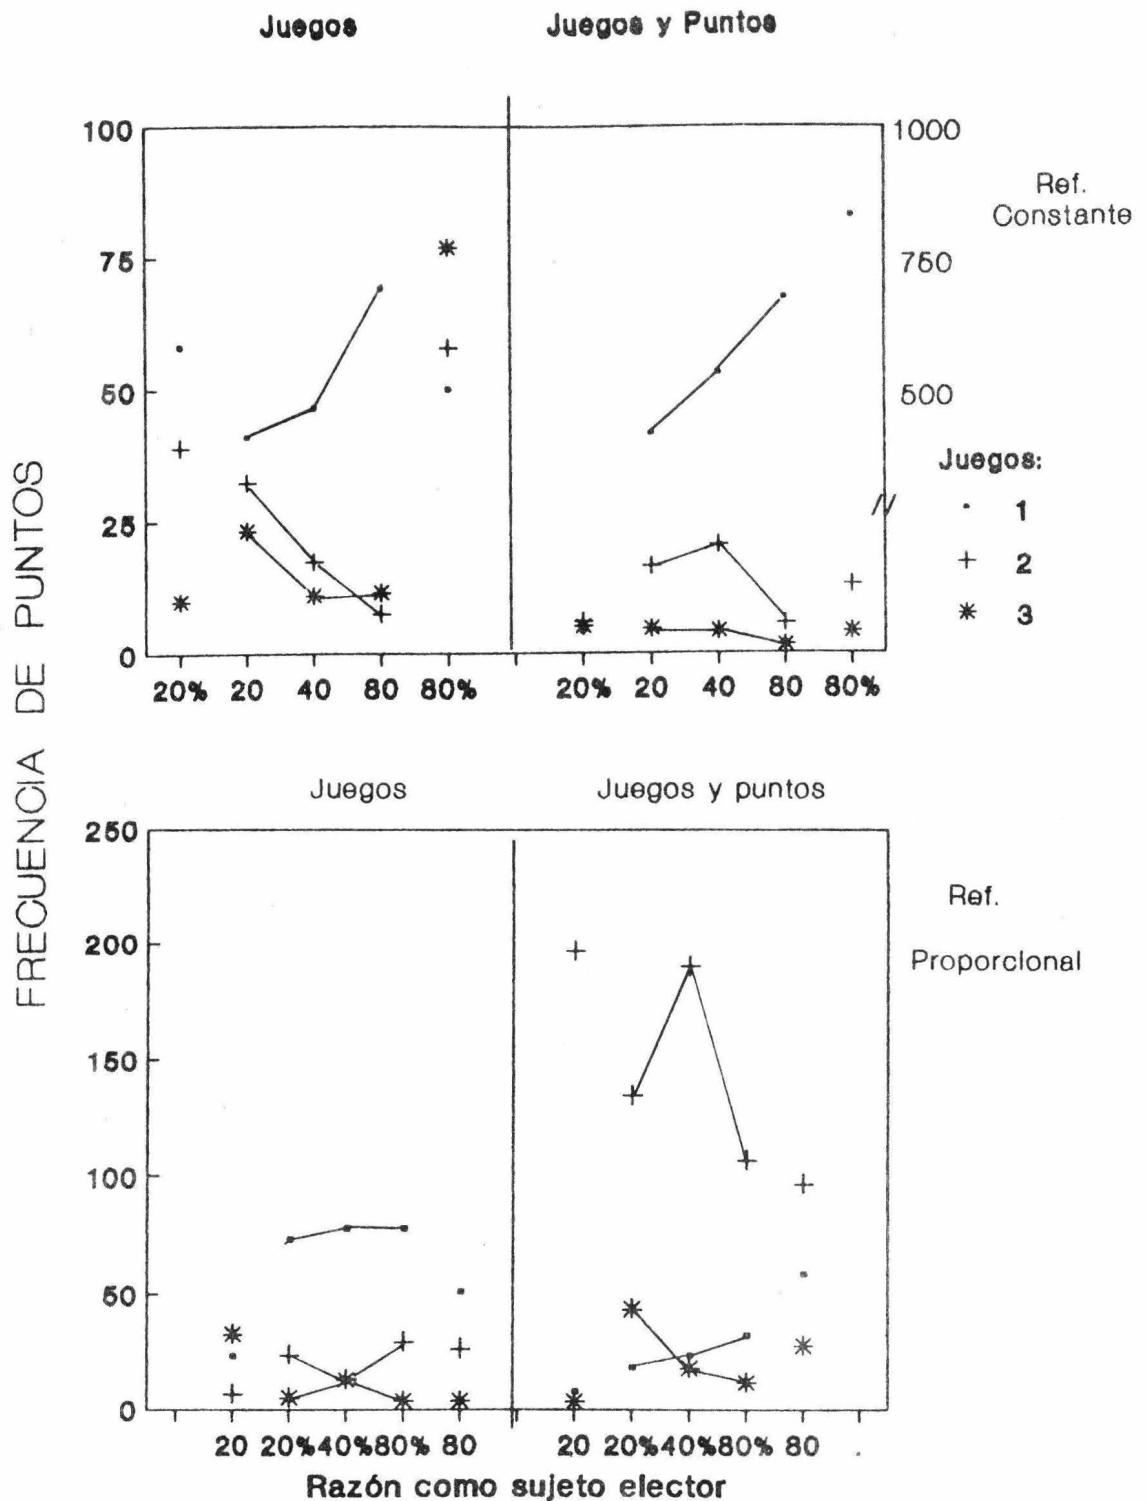 Juegos Juegos y Puntos
100 1000
Ref.
Constante
75 750
50 500
Juegos:
1
25
2
3
0
20% 20 40 80 80% 20% 20 40 80 80%
FRECUENCIA DE PUNTOS
Juegos Juegos y puntos
250
Ref.
200
Proporcional
150
100
50
0
20 20% 40% 80% 80 20 20% 40% 80% 80
Razón como sujeto elector